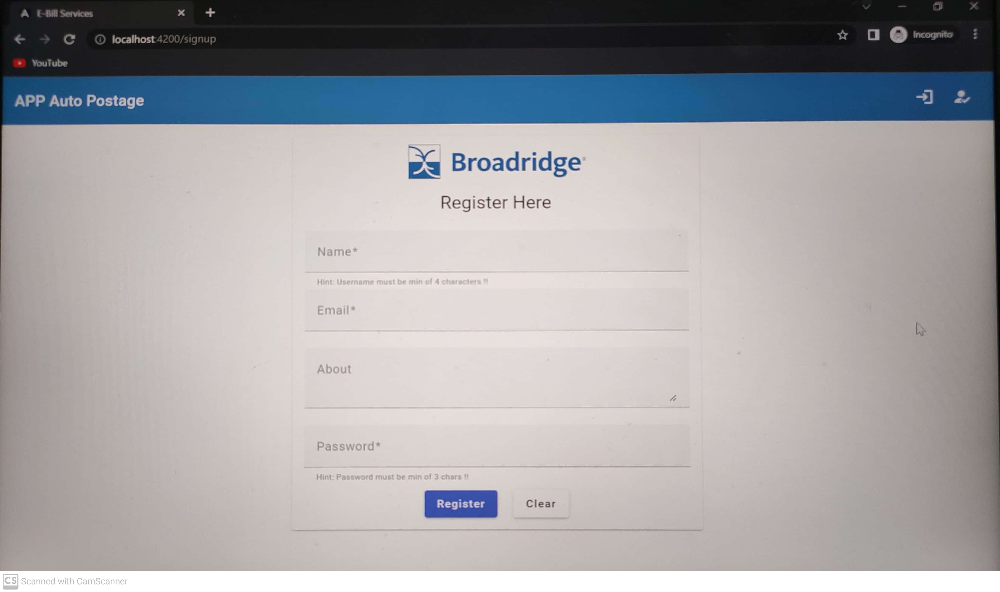 E-Bill Services
localhost:4200/signup
Incognito
YouTube
APP Auto Postage
Broadridge®
Register Here
Name*
Hint: Username must be min of 4 characters !!
Email*
About
Password*
Hint: Password must be min of 3 chars !!
Register
Clear
CS Scanned with CamScanner